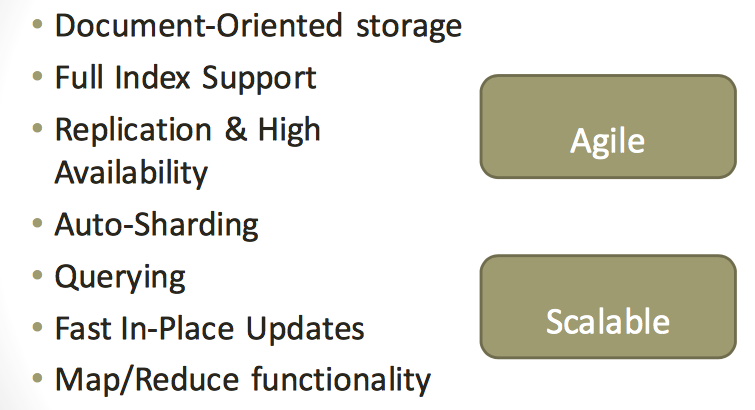 • Document-Oriented storage
• Full Index Support
• Replication & High
Availability
• Auto-Sharding
• Querying
• Fast In-Place Updates
• Map/Reduce functionality
Agile
Scalable